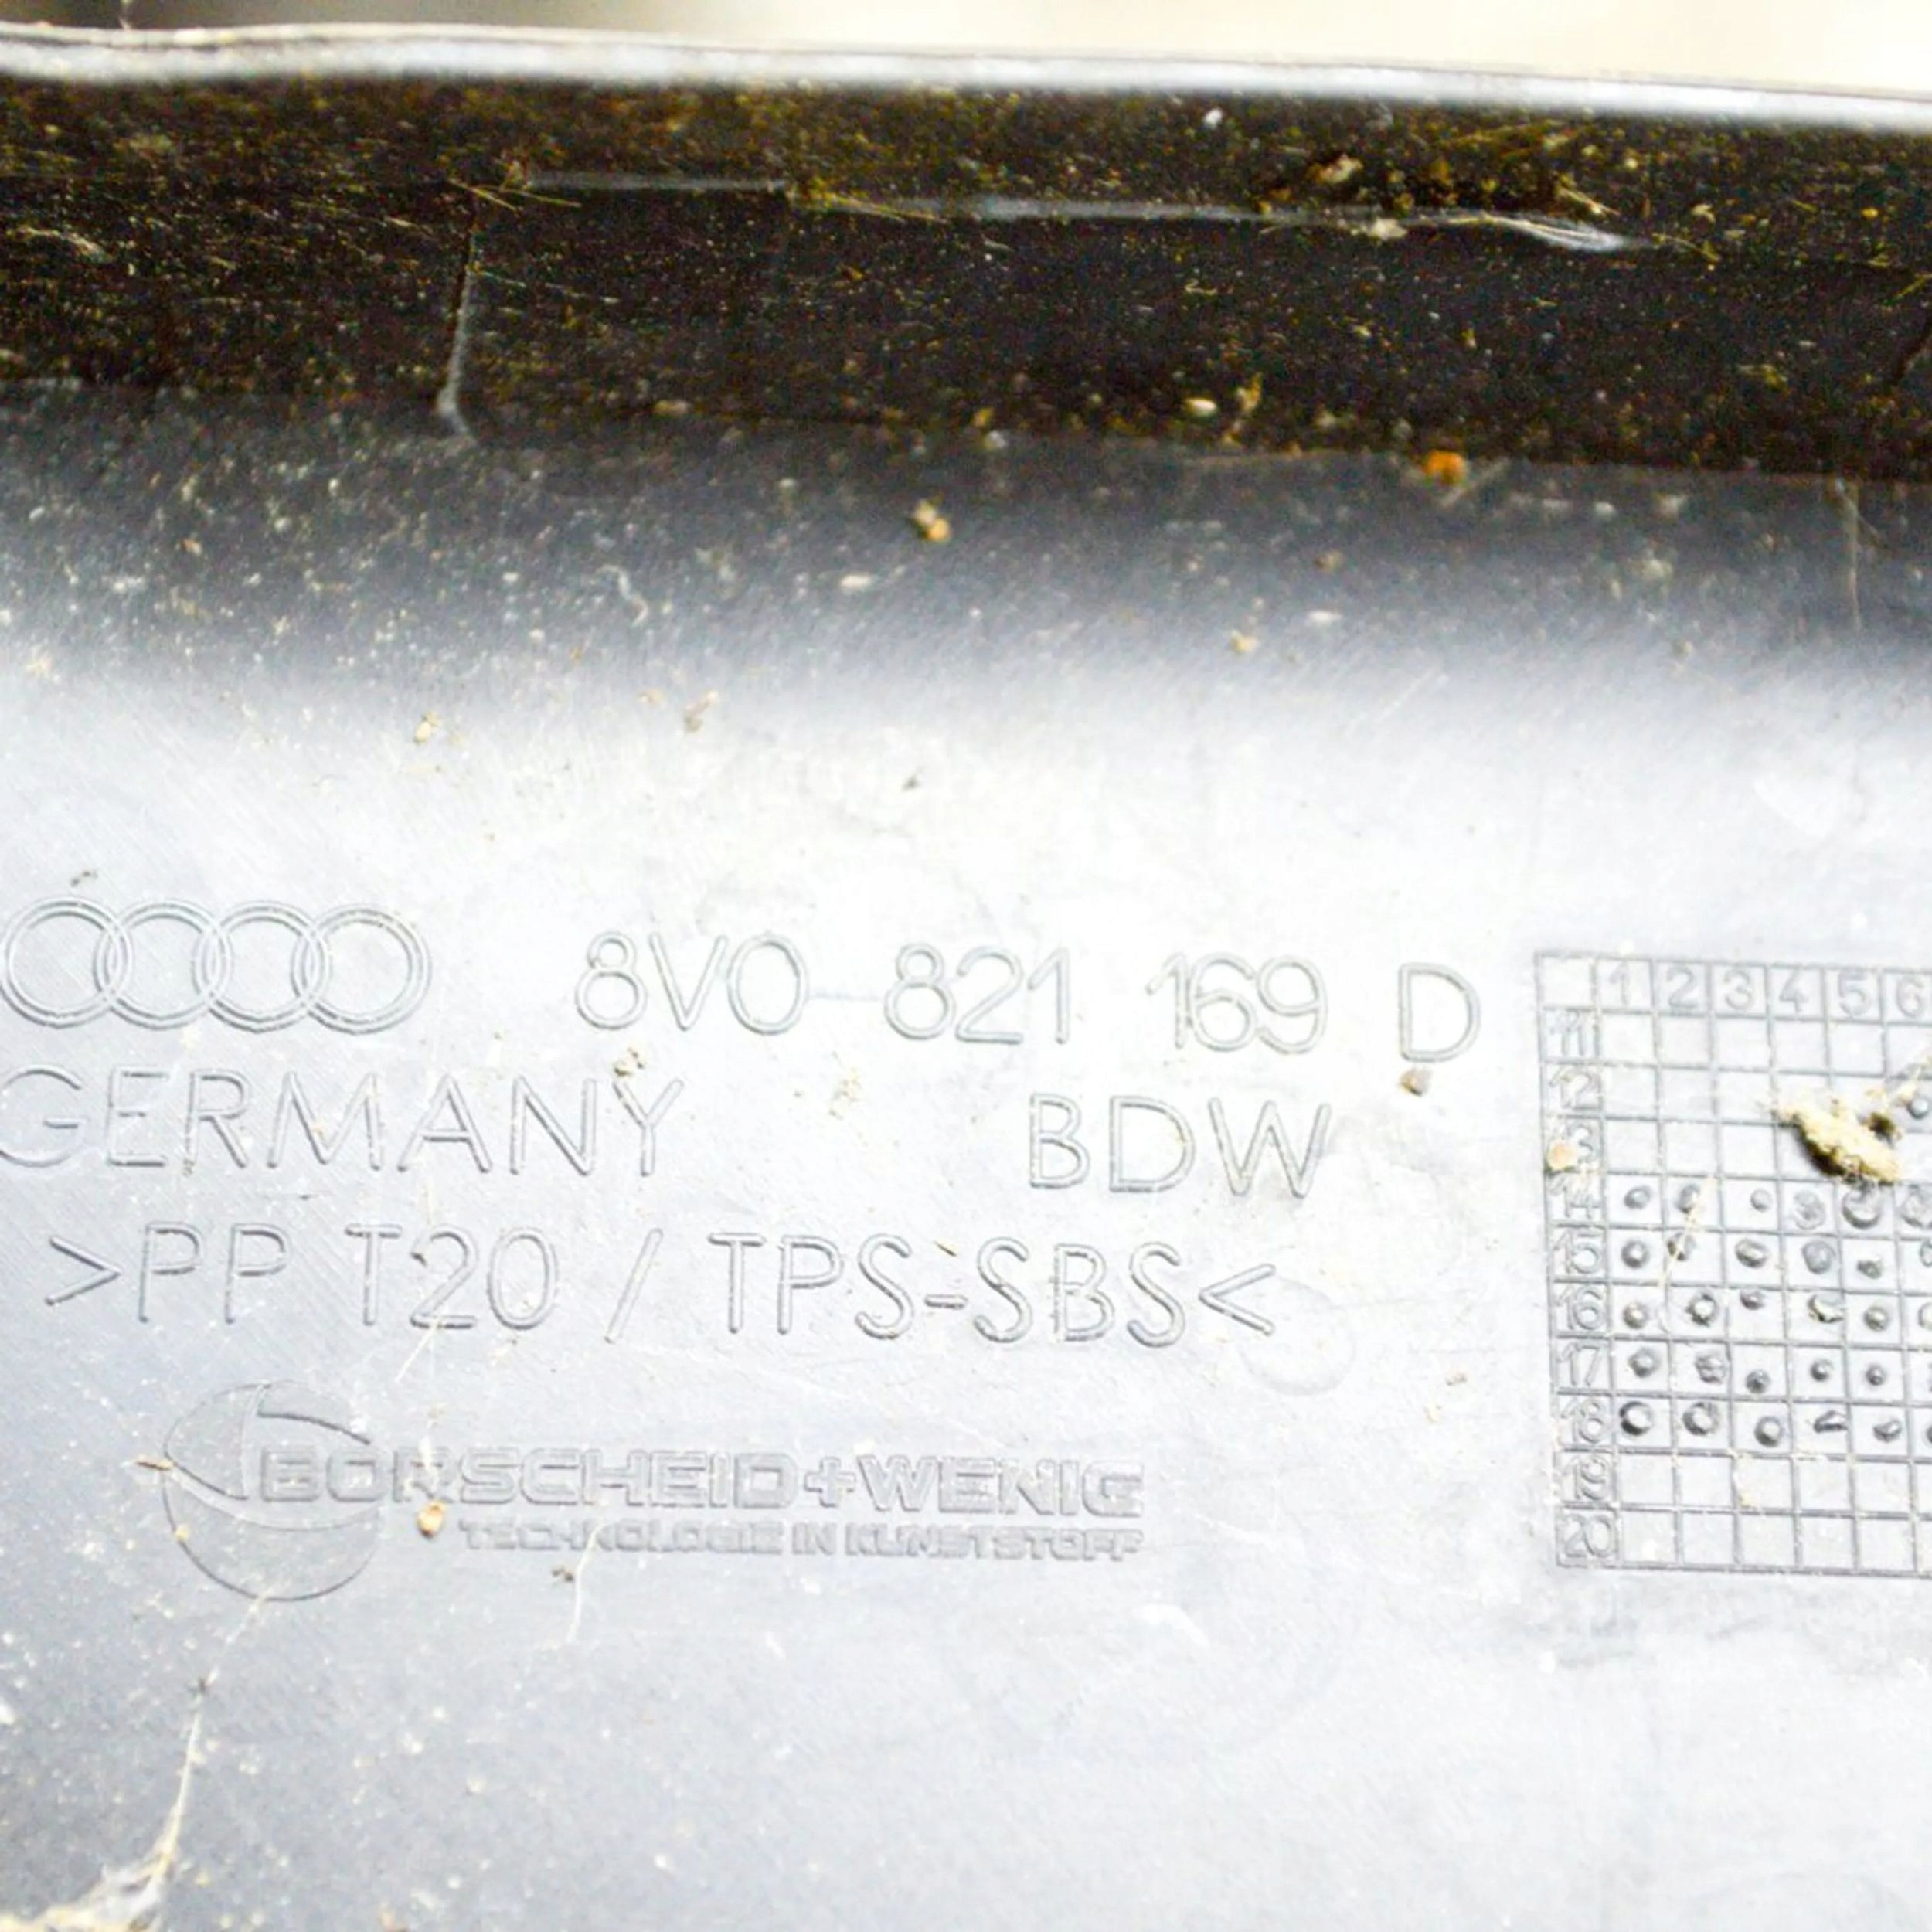 8V0 821 169 D
GERMANY BDW
>PP T20 / TPS-SBS<
BORSCHEID+WENIG
TECHNOLOGIE IN KUNSTSTOFF
1 2 3 4 5 6
11
12
13
14
15
16
17
18
19
20